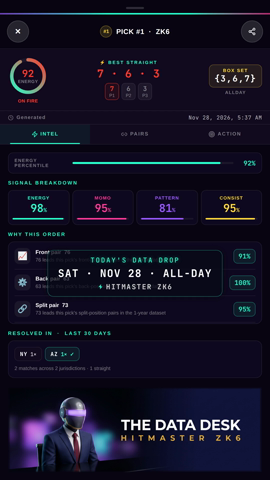 #1 PICK #1 · ZK6
92
ENERGY
ON FIRE
⚡ BEST STRAIGHT
7 · 6 · 3
7 6 3
P1 P2 P3
BOX SET
{3,6,7}
ALLDAY
Generated
Nov 28, 2026, 5:37 AM
INTEL
PAIRS
ACTION
ENERGY PERCENTILE
92%
SIGNAL BREAKDOWN
ENERGY
98%
MOMO
95%
PATTERN
81%
CONSIST
95%
WHY THIS ORDER
Front pair 76
91%
TODAY'S DATA DROP
SAT · NOV 28 · ALL-DAY
HITMASTER ZK6
Back
100%
Split pair 73
73 leads this pick's split-position pairs in the 1-year dataset
95%
RESOLVED IN · LAST 30 DAYS
NY 1×
AZ 1× ✓
2 matches across 2 jurisdictions · 1 straight
THE DATA DESK
HITMASTER ZK6